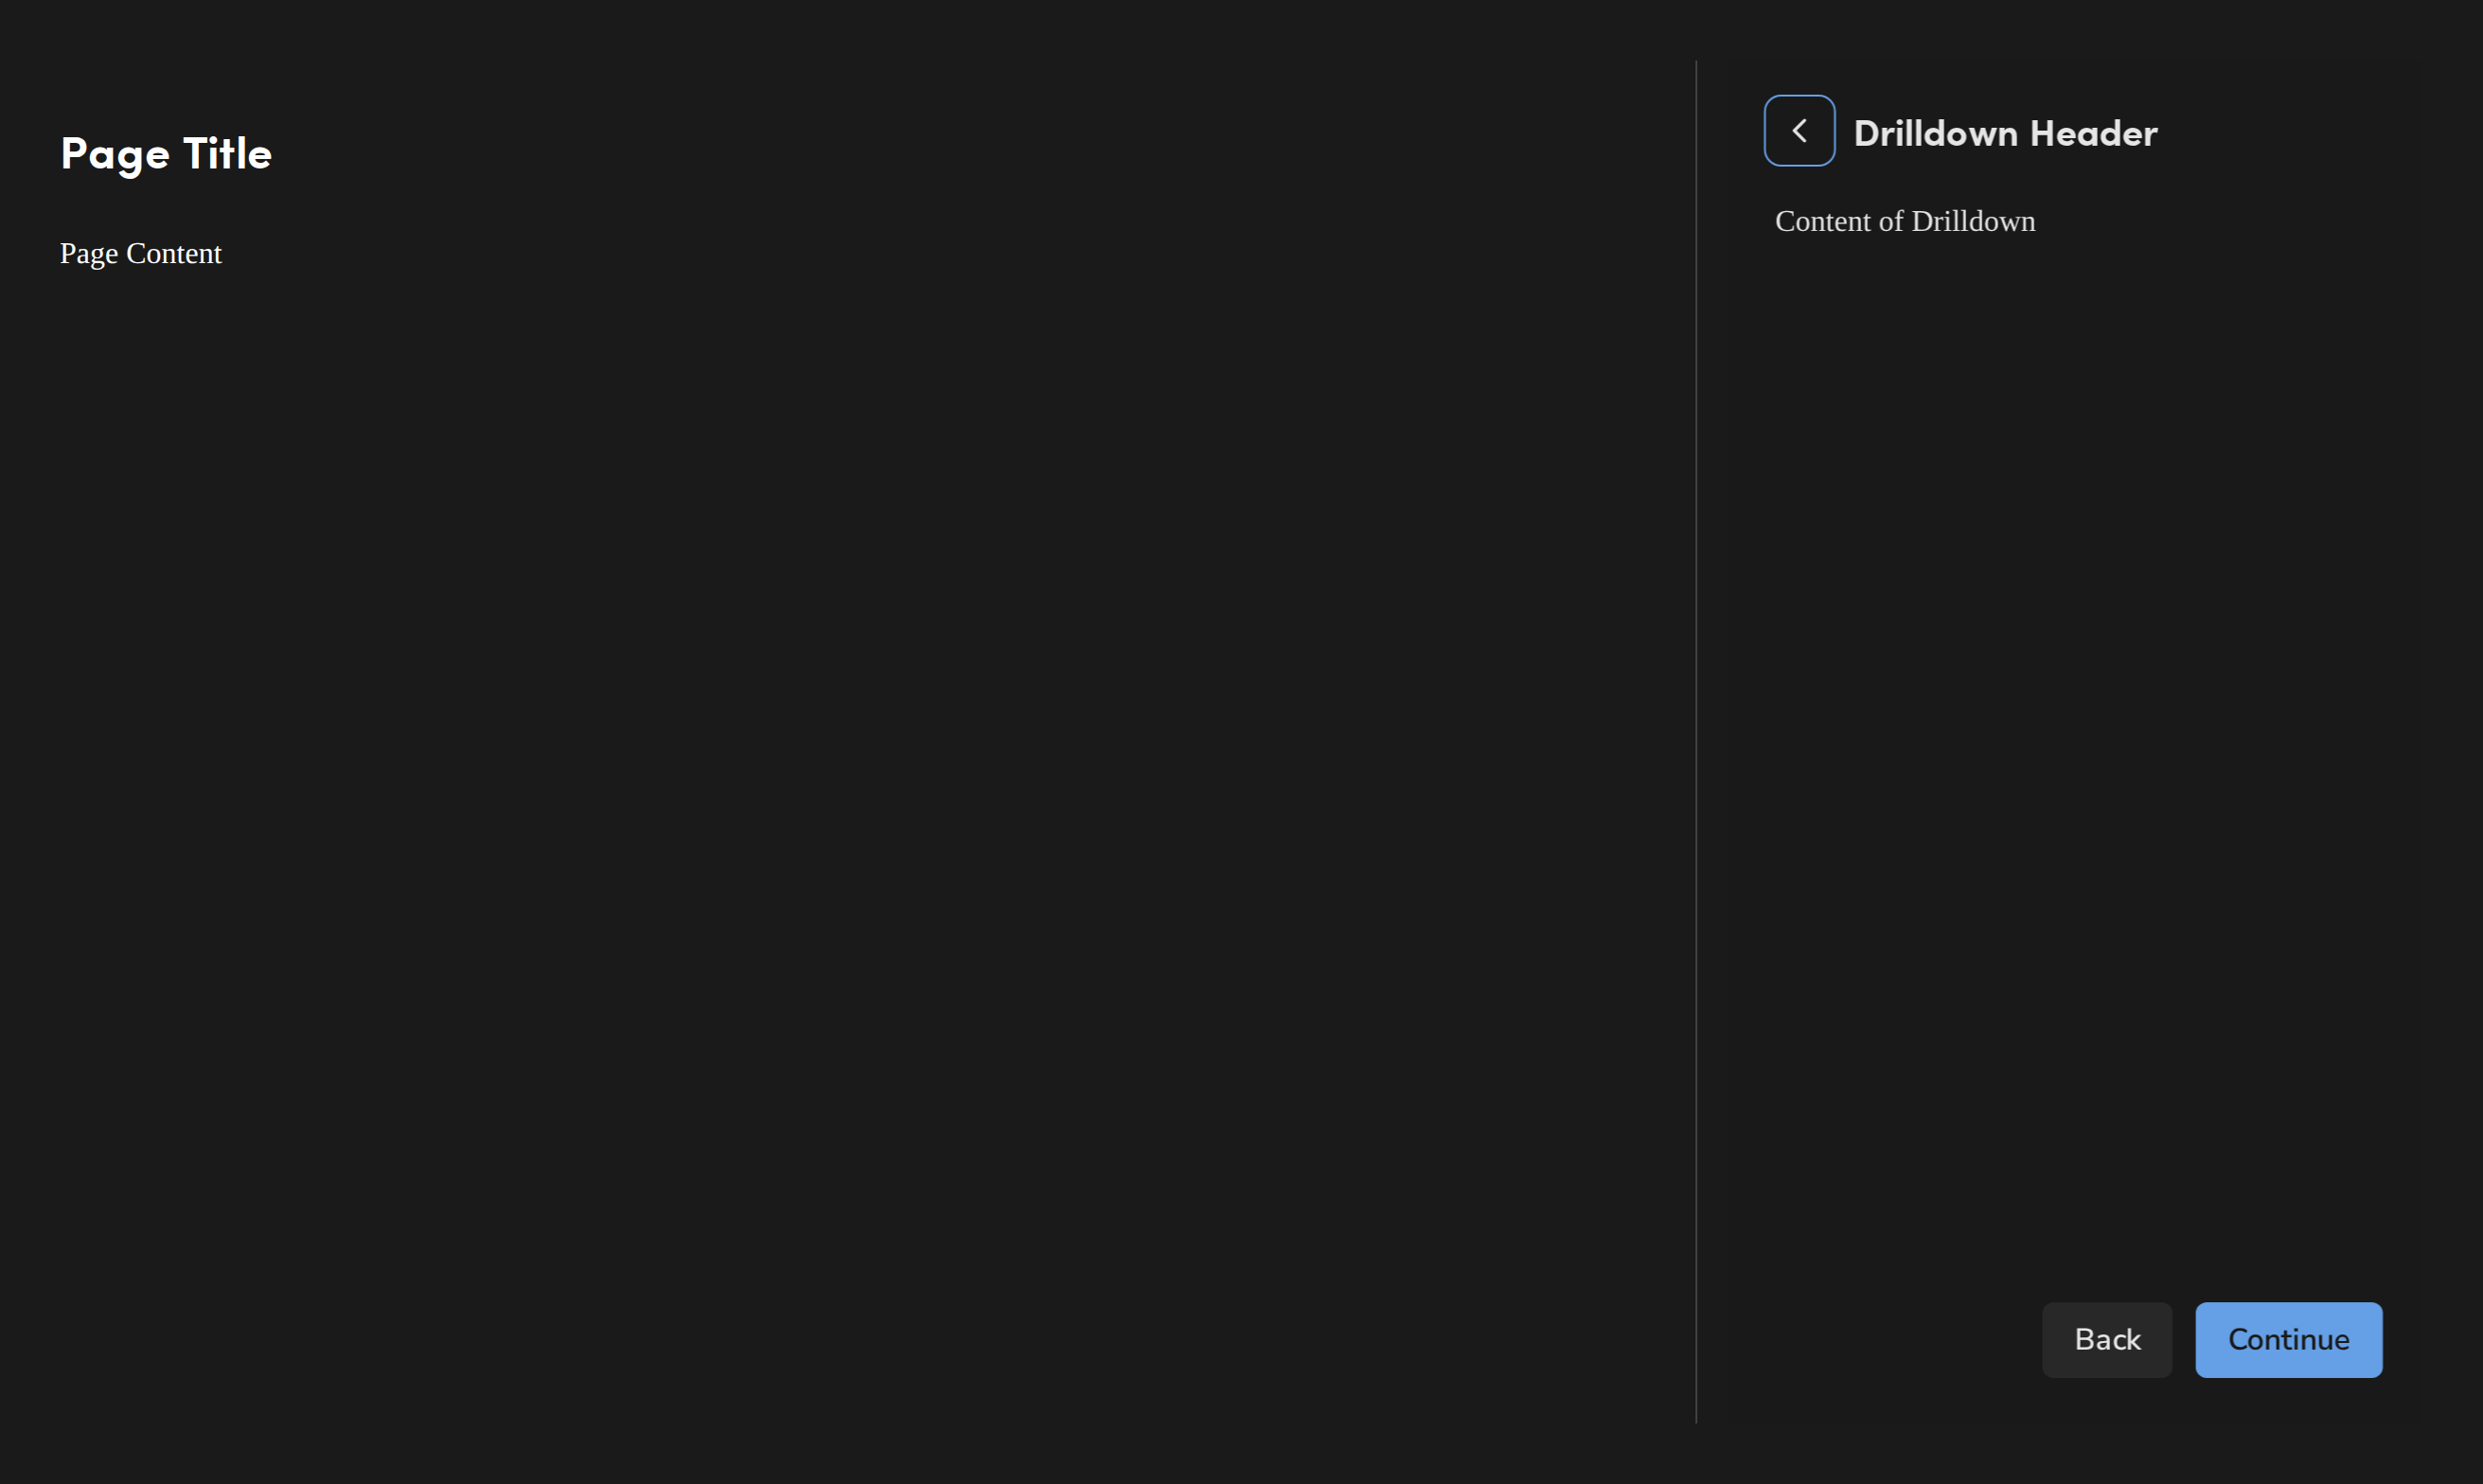 Page Title
Page Content
Drilldown Header
Content of Drilldown
Back
Continue